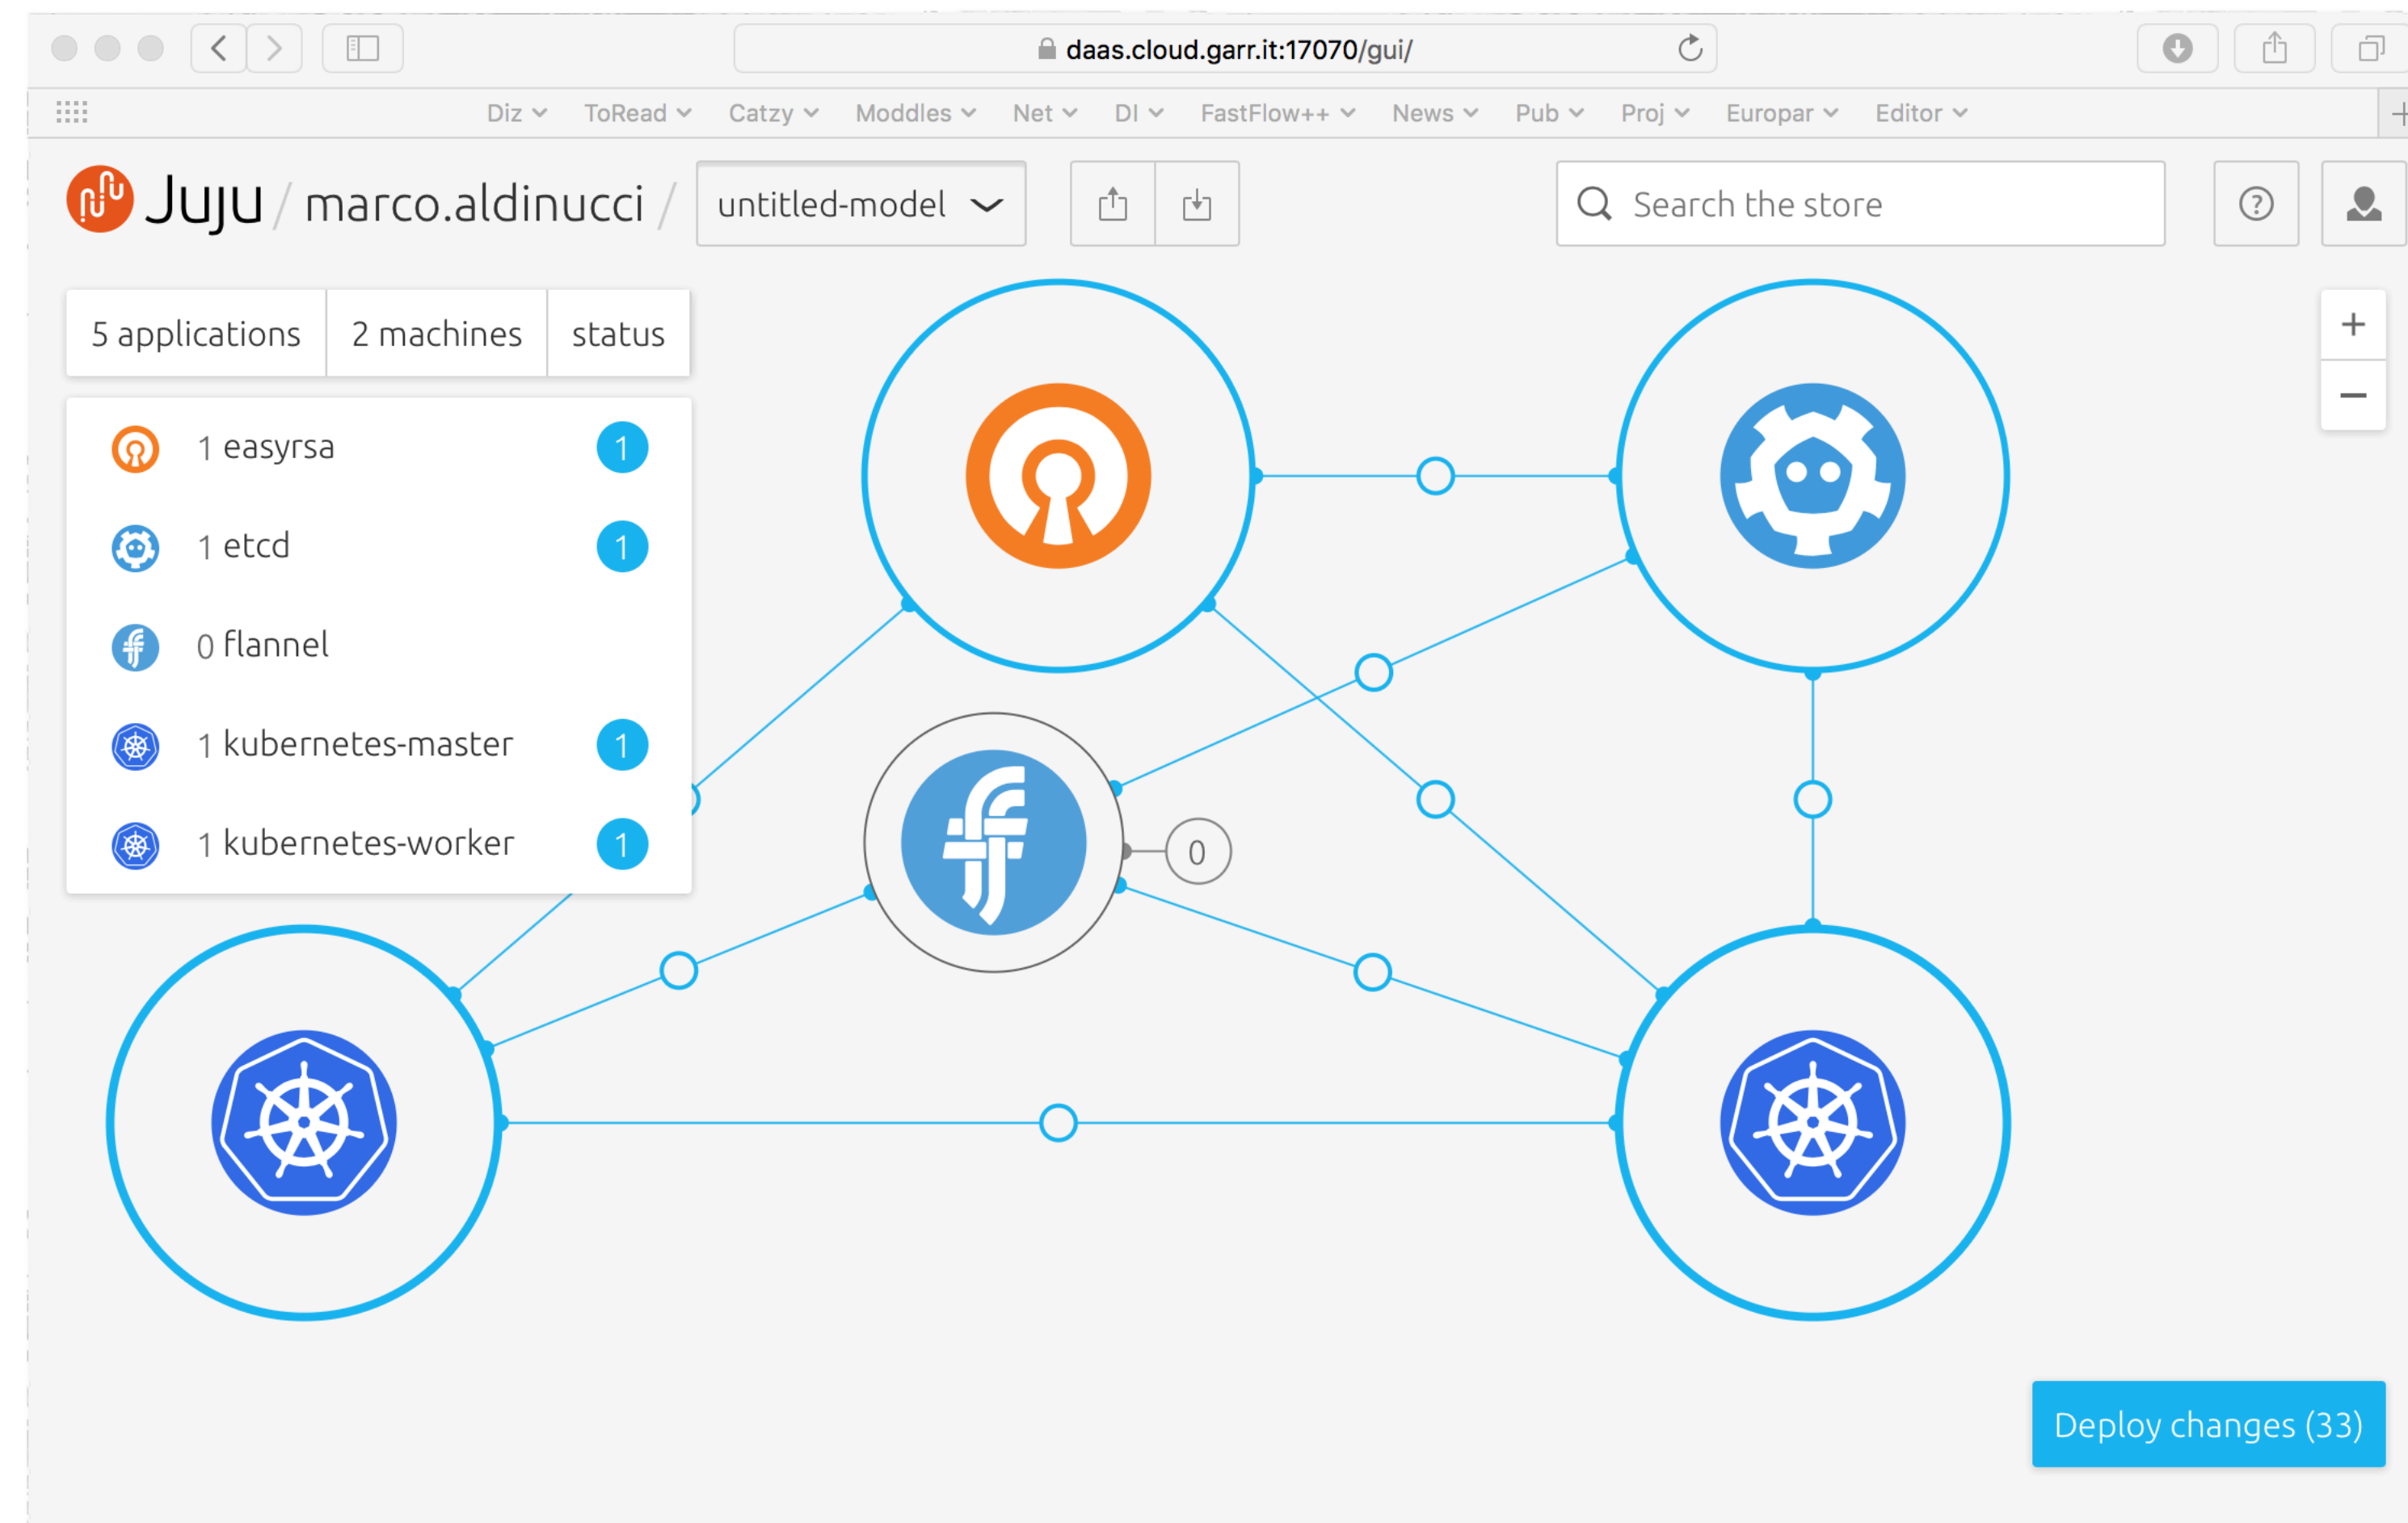 daas.cloud.garr.it:17070/gui/
Diz ToRead Catzy Moddles Net DI FastFlow++ News Pub Proj Europar Editor
Juju / marco.aldinucci / untitled-model Search the store
5 applications 2 machines status
1 easyrsa 1
1 etcd 1
0 flannel
1 kubernetes-master 1
1 kubernetes-worker 1
0
Deploy changes (33)